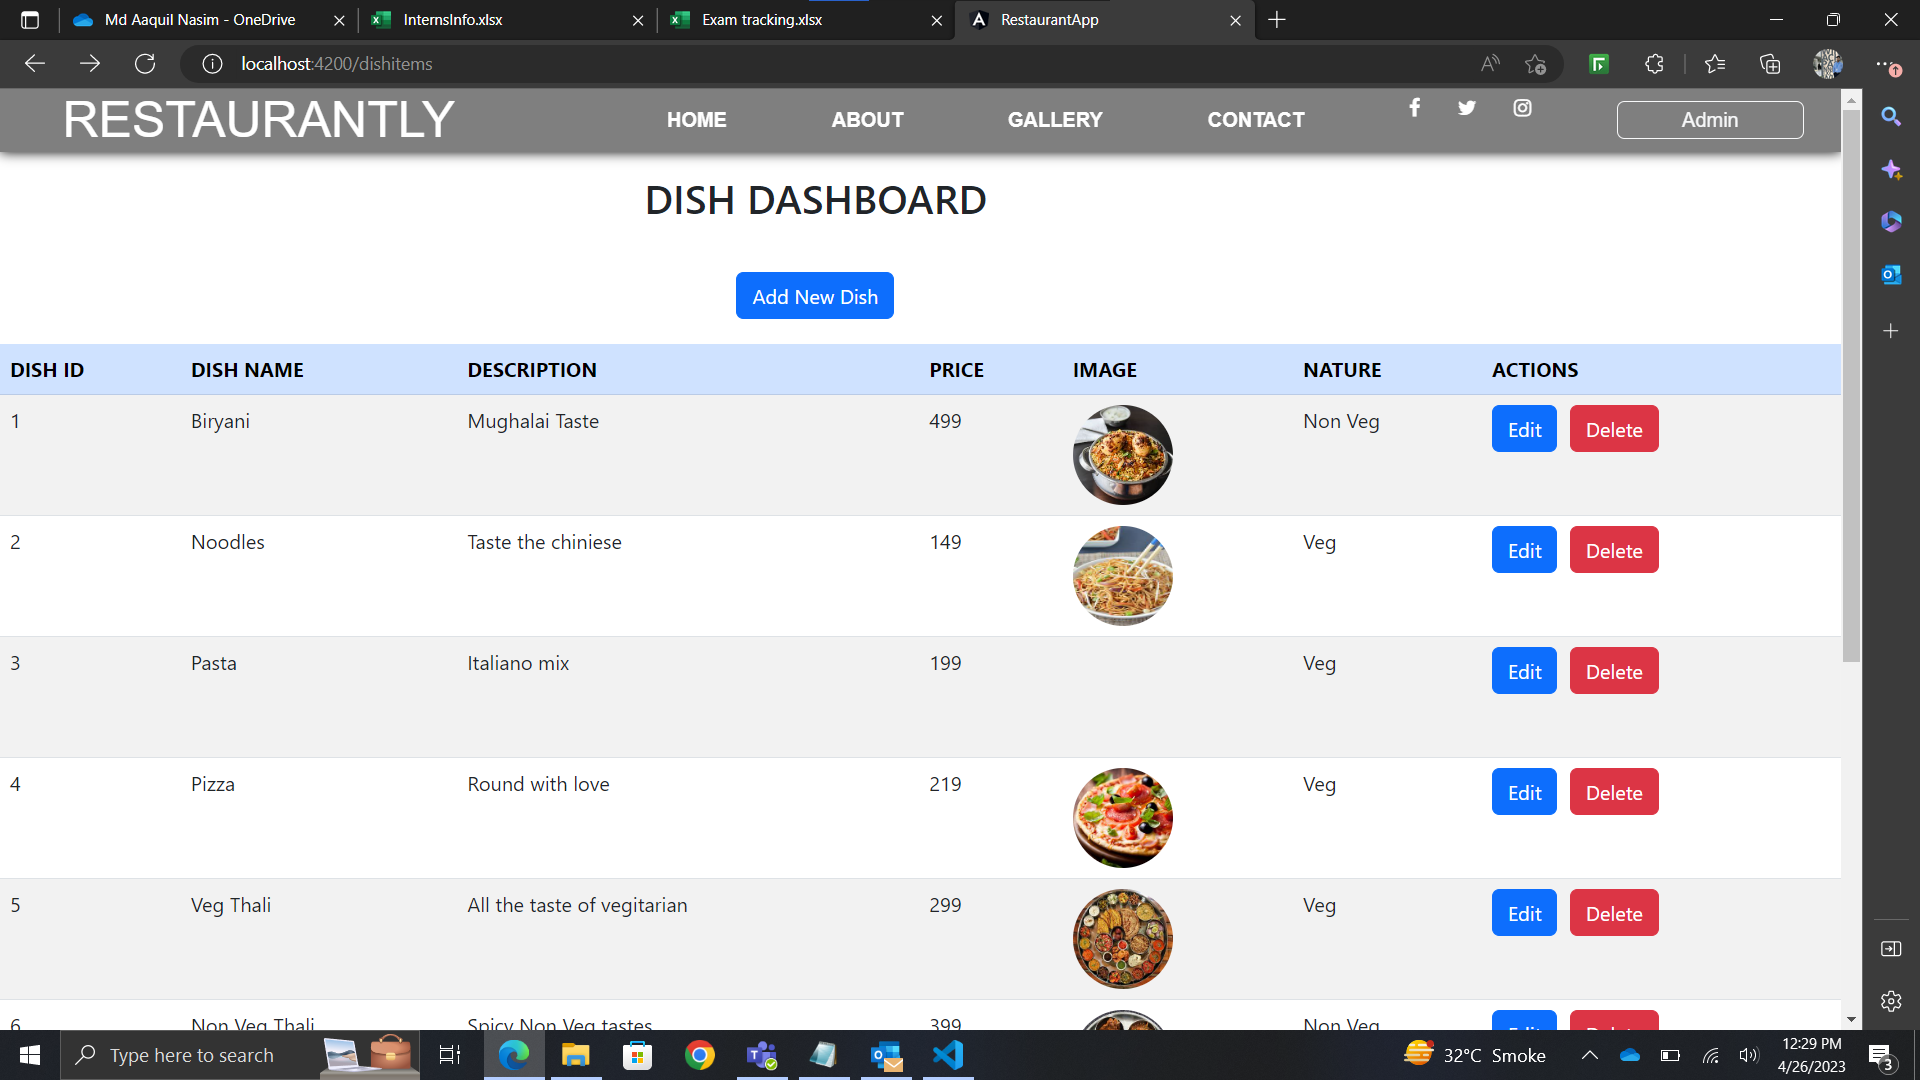 Md Aaquil Nasim - OneDrive
InternsInfo.xlsx
Exam tracking.xlsx
RestaurantApp
localhost:4200/dishitems
RESTAURANTLY
HOME ABOUT GALLERY CONTACT Admin
DISH DASHBOARD
Add New Dish
DISH ID DISH NAME DESCRIPTION PRICE IMAGE NATURE ACTIONS
1 Biryani Mughalai Taste 499 Non Veg Edit Delete
2 Noodles Taste the chiniese 149 Veg Edit Delete
3 Pasta Italiano mix 199 Veg Edit Delete
4 Pizza Round with love 219 Veg Edit Delete
5 Veg Thali All the taste of vegitarian 299 Veg Edit Delete
6 Non Veg Thali Spicy Non Veg tastes 399 Non Veg Edit Delete
Type here to search
32°C Smoke
12:29 PM
4/26/2023
3